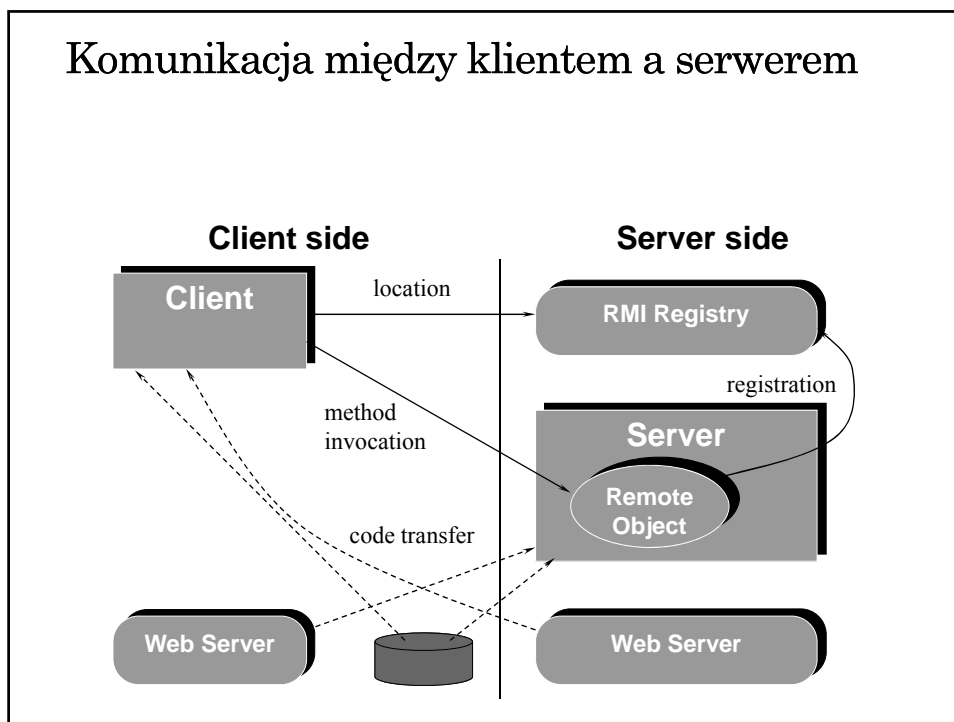 Komunikacja między klientem a serwerem
Client side
Server side
Client
location
RMI Registry
registration
method
invocation
Server
Remote
Object
code transfer
Web Server
Web Server